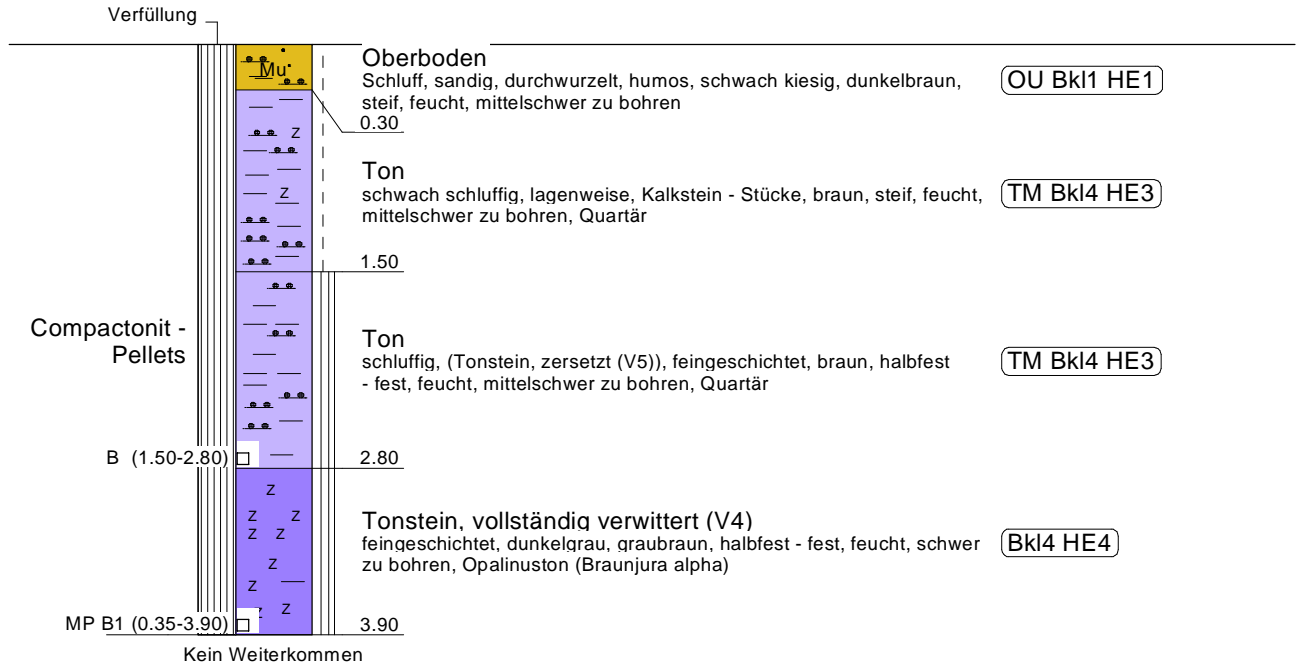 Verfüllung
Mu
Oberboden
Schluff, sandig, durchwurzelt, humos, schwach kiesig, dunkelbraun,
steif, feucht, mittelschwer zu bohren
OU Bkl1 HE1
0.30
Z
Ton
schwach schluffig, lagenweise, Kalkstein - Stücke, braun, steif, feucht,
mittelschwer zu bohren, Quartär
TM Bkl4 HE3
Z
1.50
Compactonit -
Pellets
Ton
schluffig, (Tonstein, zersetzt (V5)), feingeschichtet, braun, halbfest
- fest, feucht, mittelschwer zu bohren, Quartär
TM Bkl4 HE3
B (1.50-2.80)
2.80
Z
Z Z
Z Z
Z
Z
Z
Tonstein, vollständig verwittert (V4)
feingeschichtet, dunkelgrau, graubraun, halbfest - fest, feucht, schwer
zu bohren, Opalinuston (Braunjura alpha)
Bkl4 HE4
MP B1 (0.35-3.90)
3.90
Kein Weiterkommen